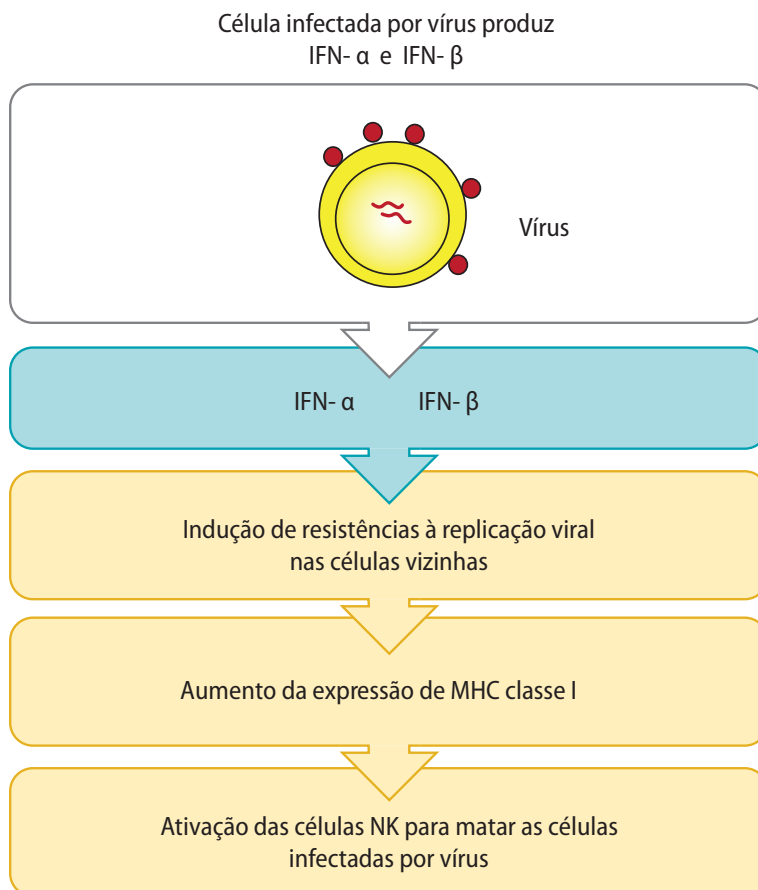 Célula infectada por vírus produz
IFN- α e IFN- β
Vírus
IFN- α IFN- β
Indução de resistências à replicação viral
nas células vizinhas
Aumento da expressão de MHC classe I
Ativação das células NK para matar as células
infectadas por vírus